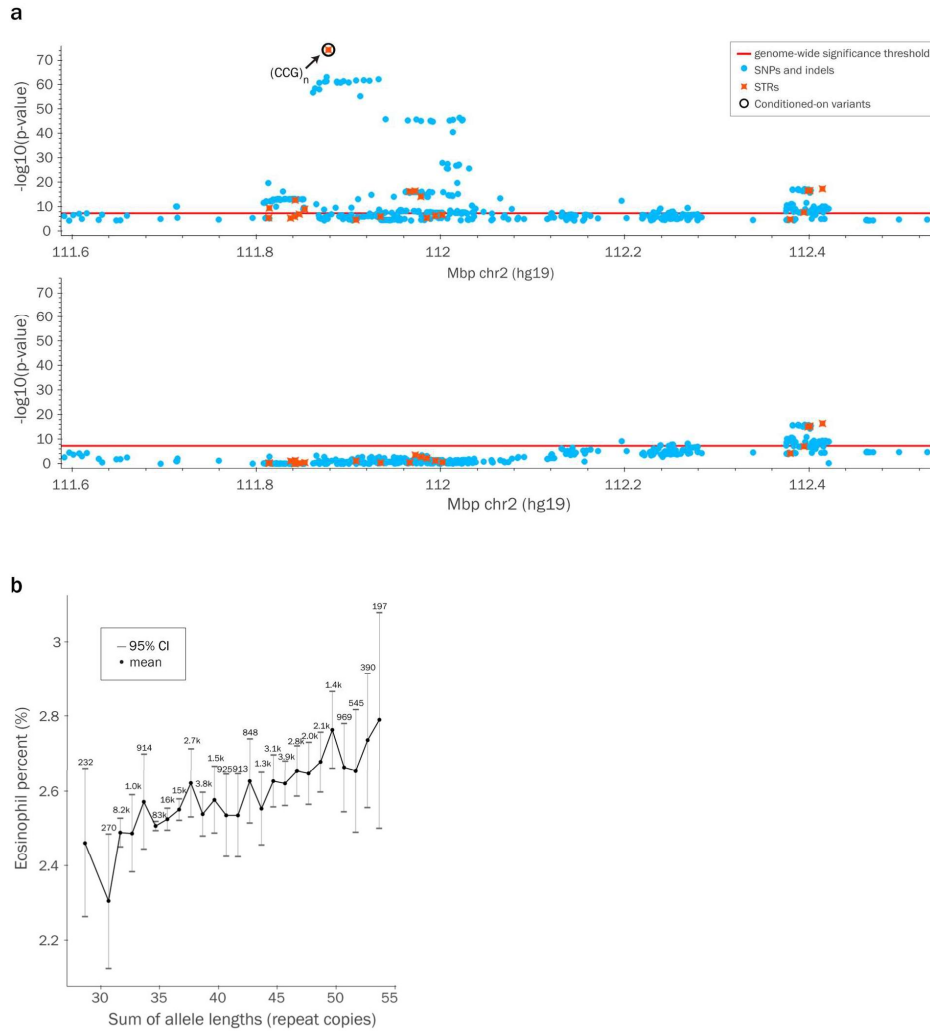 a
70
60
50
40
30
20
10
0
-log10(p-value)
(CCG)n
genome-wide significance threshold
SNPs and indels
STRs
Conditioned-on variants
111.6 111.8 112 112.2 112.4
Mbp chr2 (hg19)
70
60
50
40
30
20
10
0
-log10(p-value)
111.6 111.8 112 112.2 112.4
Mbp chr2 (hg19)
b
3
2.8
2.6
2.4
2.2
Eosinophil percent (%)
95% CI
mean
232
270
8.2k
1.0k
914
83k
16k
15k
2.7k
3.8k
1.5k
925
913
848
1.3k
3.1k
3.9k
2.8k
2.0k
2.1k
1.4k
969
545
390
197
30 35 40 45 50 55
Sum of allele lengths (repeat copies)